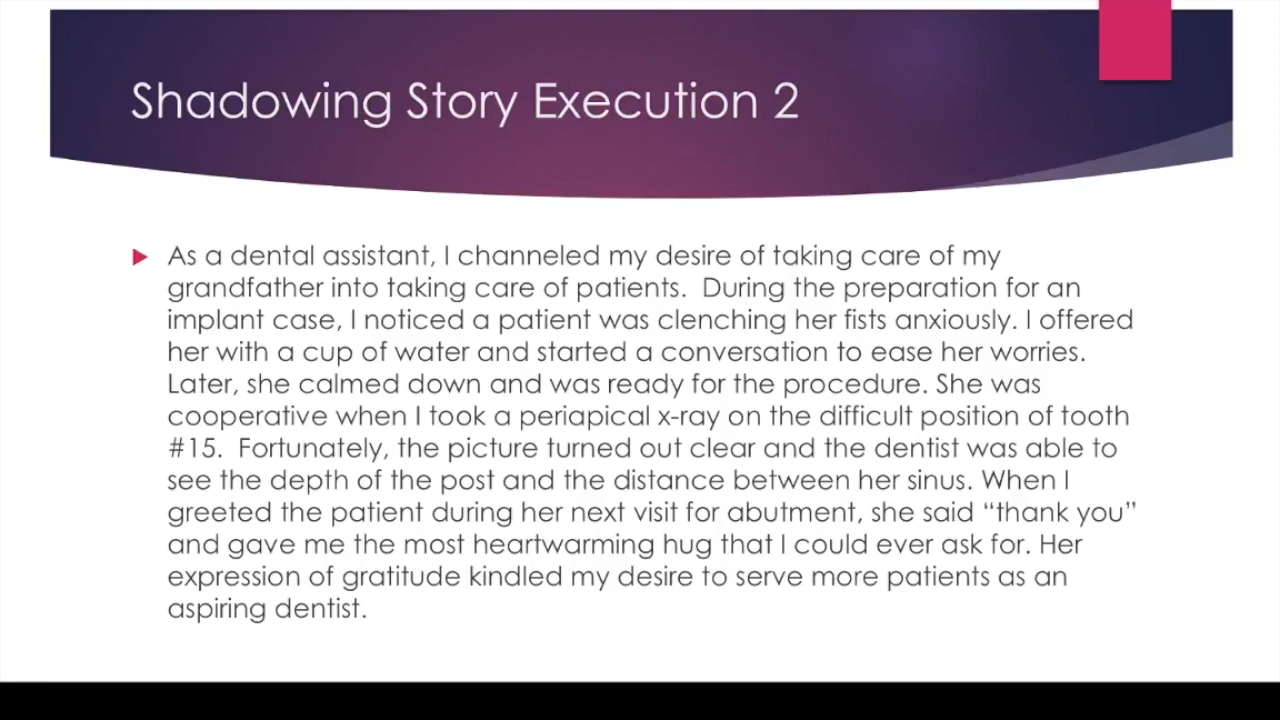 Shadowing Story Execution 2
As a dental assistant, I channeled my desire of taking care of my
grandfather into taking care of patients.  During the preparation for an
implant case, I noticed a patient was clenching her fists anxiously. I offered
her with a cup of water and started a conversation to ease her worries.
Later, she calmed down and was ready for the procedure. She was
cooperative when I took a periapical x-ray on the difficult position of tooth
#15.  Fortunately, the picture turned out clear and the dentist was able to
see the depth of the post and the distance between her sinus. When I
greeted the patient during her next visit for abutment, she said “thank you”
and gave me the most heartwarming hug that I could ever ask for. Her
expression of gratitude kindled my desire to serve more patients as an
aspiring dentist.